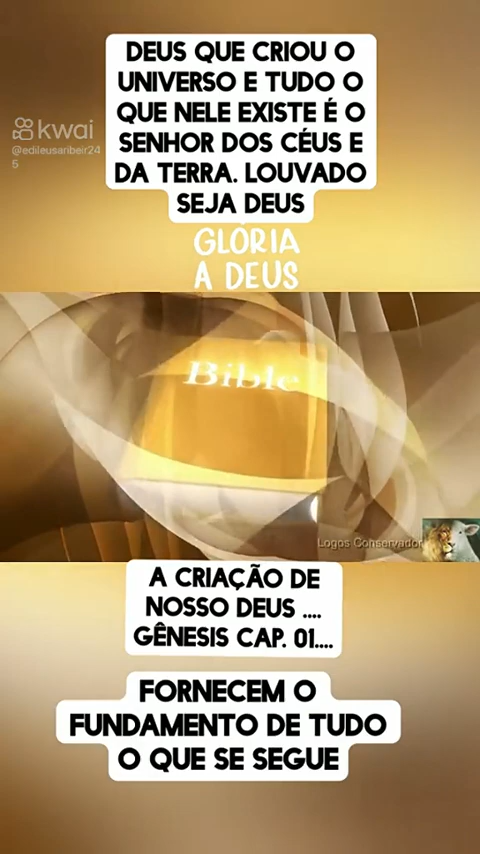 DEUS QUE CRIOU O
UNIVERSO E TUDO O
QUE NELE EXISTE É O
SENHOR DOS CÉUS E
DA TERRA. LOUVADO
SEJA DEUS
kwai
@edileusaribeir24
5
GLÓRIA
A DEUS
Bible
Logos Conservador
A CRIAÇÃO DE
NOSSO DEUS ....
GÊNESIS CAP. 01....
FORNECEM O
FUNDAMENTO DE TUDO
O QUE SE SEGUE